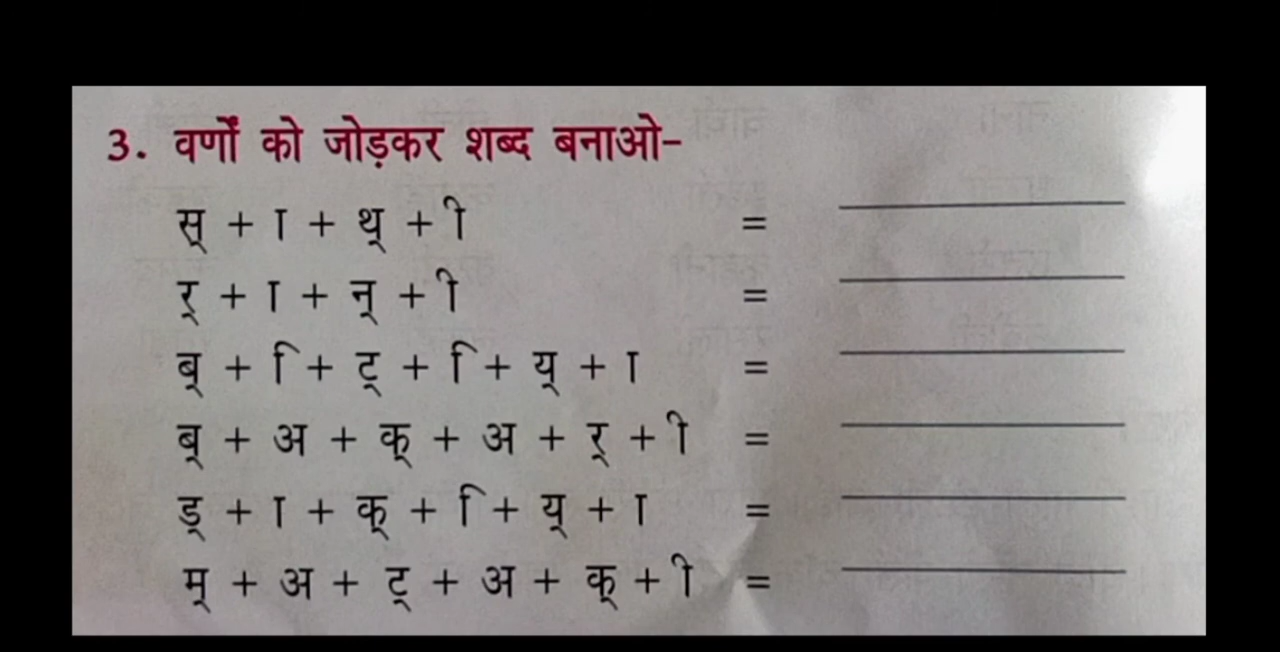 3. वर्णों को जोड़कर शब्द बनाओ-
स् + ा + थ् + ी =
र् + ा + न् + ी =
ब् + ि + ट् + ि + य् + ा =
ब् + अ + क् + अ + र् + ी =
ड् + ा + क् + ि + य् + ा =
म् + अ + ट् + अ + क् + ी =